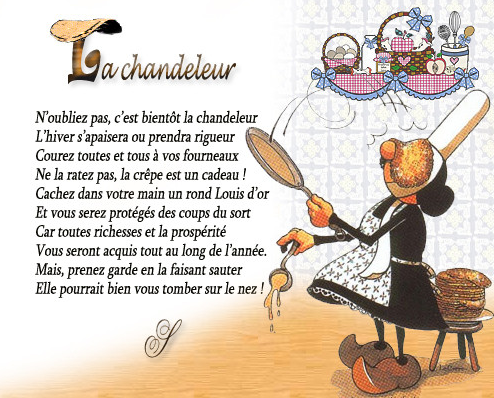 La chandeleur
N'oubliez pas, c'est bientôt la chandeleur
L'hiver s'apaisera ou prendra rigueur
Courez toutes et tous à vos fourneaux
Ne la ratez pas, la crêpe est un cadeau !
Cachez dans votre main un rond Louis d'or
Et vous serez protégés des coups du sort
Car toutes richesses et la prospérité
Vous seront acquis tout au long de l'année.
Mais, prenez garde en la faisant sauter
Elle pourrait bien vous tomber sur le nez !